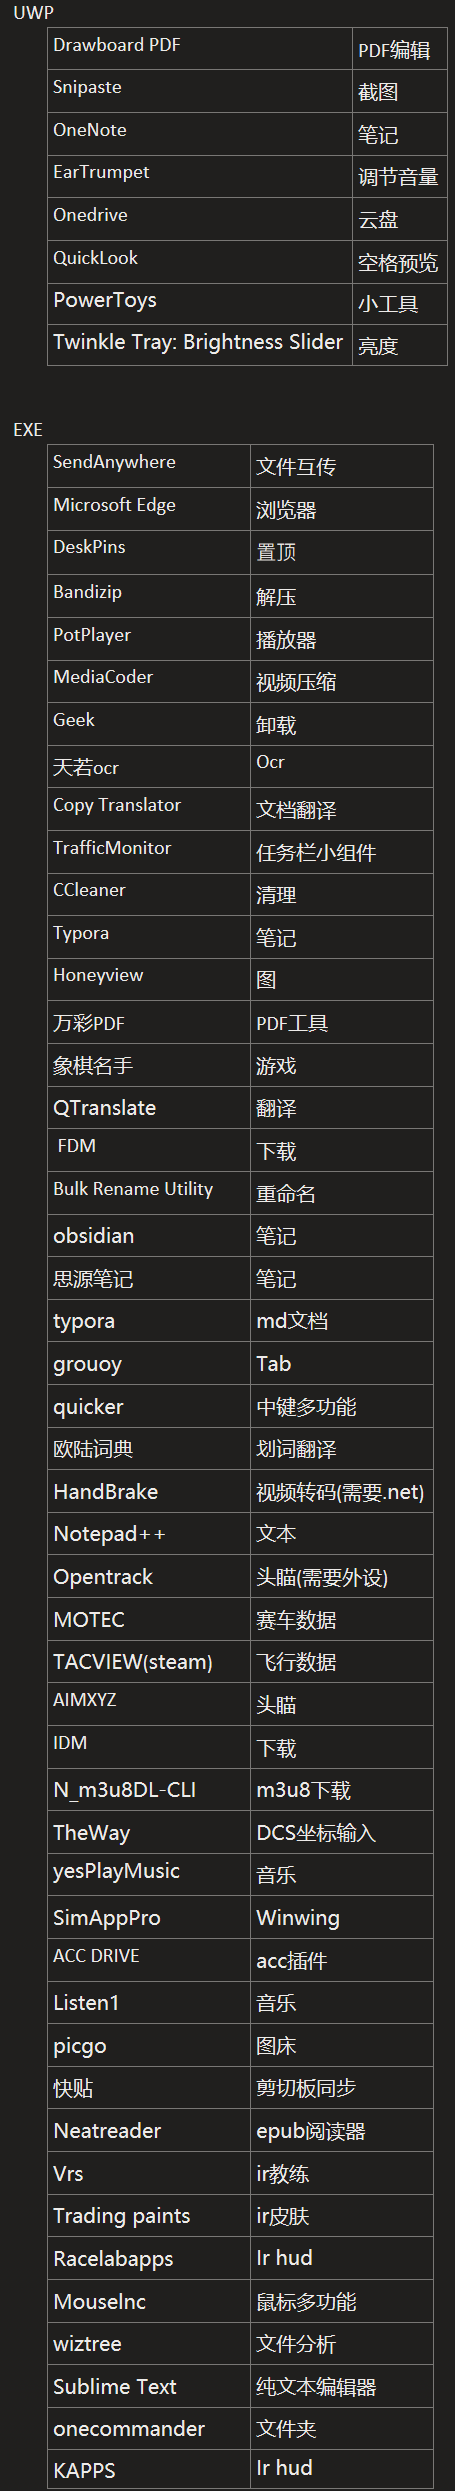 UWP
Drawboard PDF PDF编辑
Snipaste 截图
OneNote 笔记
EarTrumpet 调节音量
Onedrive 云盘
QuickLook 空格预览
PowerToys 小工具
Twinkle Tray: Brightness Slider 亮度
EXE
SendAnywhere 文件互传
Microsoft Edge 浏览器
DeskPins 置顶
Bandizip 解压
PotPlayer 播放器
MediaCoder 视频压缩
Geek 卸载
天若ocr Ocr
Copy Translator 文档翻译
TrafficMonitor 任务栏小组件
CCleaner 清理
Typora 笔记
Honeyview 图
万彩PDF PDF工具
象棋名手 游戏
QTranslate 翻译
FDM 下载
Bulk Rename Utility 重命名
obsidian 笔记
思源笔记 笔记
typora md文档
grouoy Tab
quicker 中键多功能
欧陆词典 划词翻译
HandBrake 视频转码(需要.net)
Notepad++ 文本
Opentrack 头瞄(需要外设)
MOTEC 赛车数据
TACVIEW(steam) 飞行数据
AIMXYZ 头瞄
IDM 下载
N_m3u8DL-CLI m3u8下载
TheWay DCS坐标输入
yesPlayMusic 音乐
SimAppPro Winwing
ACC DRIVE acc插件
Listen1 音乐
picgo 图床
快贴 剪切板同步
Neatreader epub阅读器
Vrs ir教练
Trading paints ir皮肤
Racelabapps Ir hud
MouseInc 鼠标多功能
wiztree 文件分析
Sublime Text 纯文本编辑器
onecommander 文件夹
KAPPS Ir hud